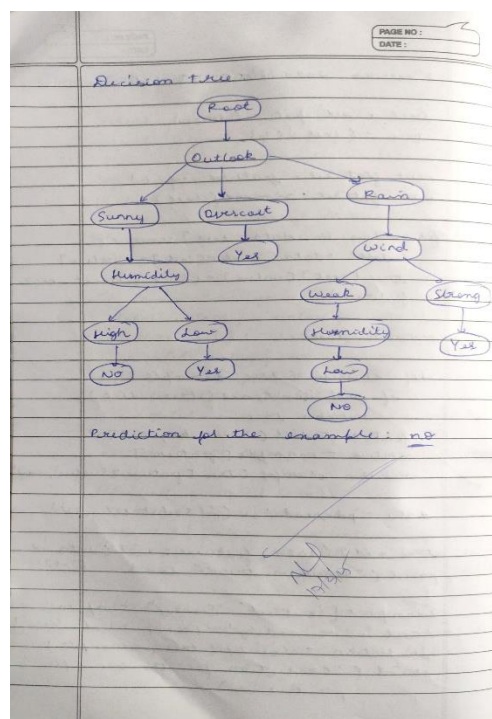 PAGE NO :
DATE :
Decision tree:
Root
Outlook
Rain
Sunny Overcast
Yes Wind
Humidity
Weak Strong
High Low Humidity
Yes
NO Yes Low
NO
Prediction for the example: no